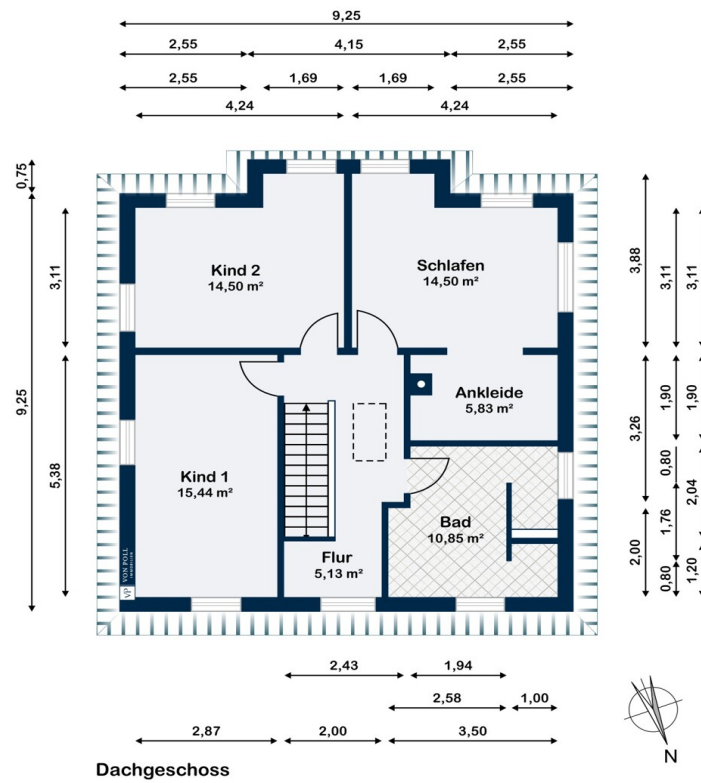 9,25
2,55 4,15 2,55
2,55 1,69 1,69 2,55
4,24 4,24
0,75
9,25
3,11
5,38
Kind 2
14,50 m²
Schlafen
14,50 m²
Ankleide
5,83 m²
Kind 1
15,44 m²
Bad
10,85 m²
Flur
5,13 m²
VP VON POLL
IMMOBILIEN
3,88 3,11 3,11
3,26 1,90 1,90
0,80 2,04
2,00 1,76
0,80 1,20
2,43 1,94
2,58 1,00
2,87 2,00 3,50
N
Dachgeschoss